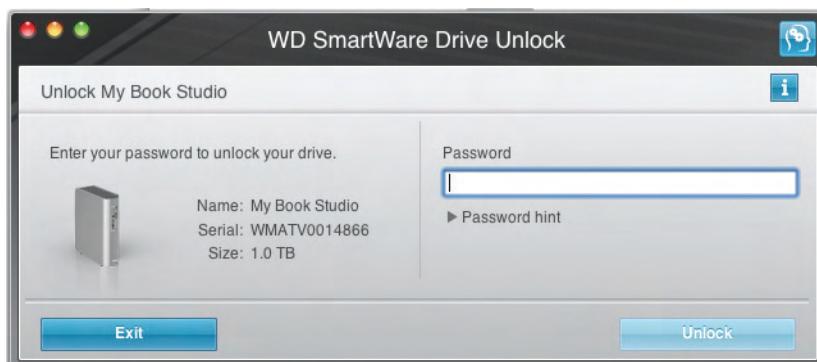 WD SmartWare Drive Unlock
Unlock My Book Studio
i
Enter your password to unlock your drive.
Name: My Book Studio
Serial: WMATV0014866
Size: 1.0 TB
Password
Password hint
Exit
Unlock